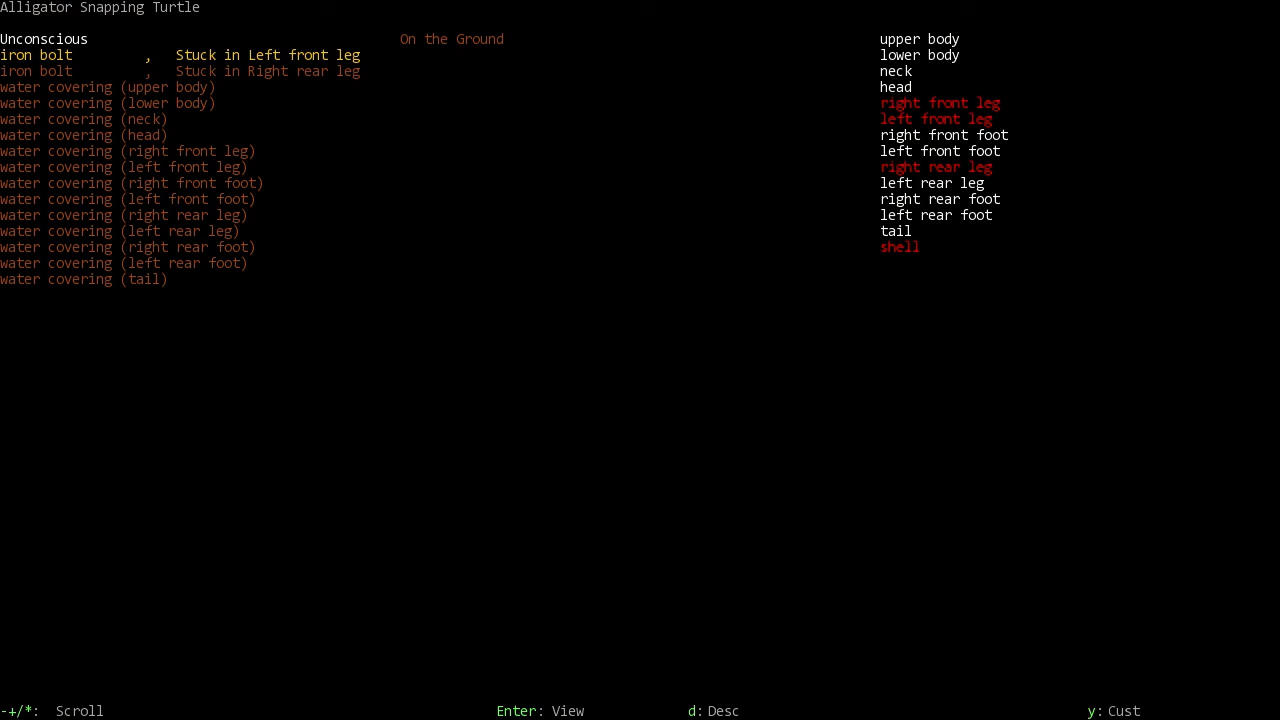 Alligator Snapping Turtle
Unconscious On the Ground upper body
iron bolt , Stuck in Left front leg lower body
iron bolt , Stuck in Right rear leg neck
water covering (upper body) head
water covering (lower body) right front leg
water covering (neck) left front leg
water covering (head) right front foot
water covering (right front leg) left front foot
water covering (left front leg) right rear leg
water covering (right front foot) left rear leg
water covering (left front foot) right rear foot
water covering (right rear leg) left rear foot
water covering (left rear leg) tail
water covering (right rear foot) shell
water covering (left rear foot)
water covering (tail)
-+/*: Scroll Enter: View d: Desc y: Cust